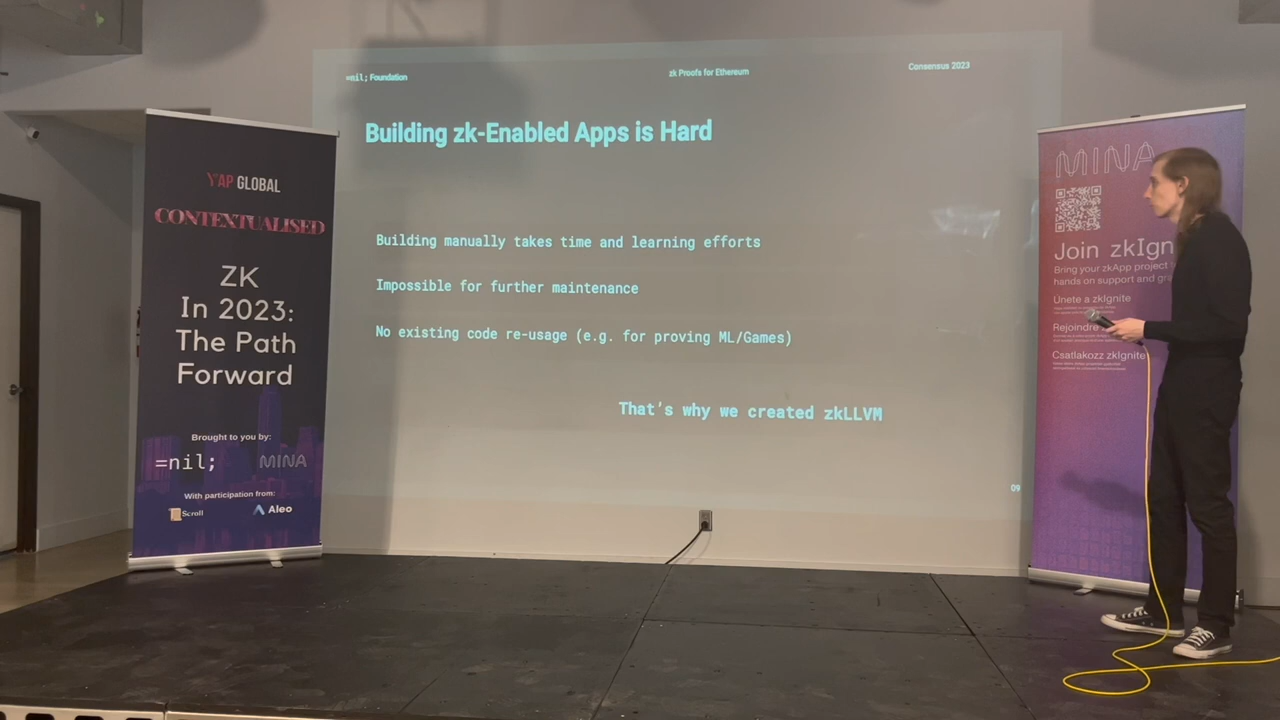 =nil; Foundation
zk Proofs for Ethereum
Consensus 2023
Building zk-Enabled Apps is Hard
Building manually takes time and learning efforts
Impossible for further maintenance
No existing code re-usage (e.g. for proving ML/Games)
That's why we created zkLLVM
09
YAP GLOBAL
CONTEXTUALISED
ZK
In 2023:
The Path
Forward
Brought to you by:
=nil; MINA
With participation from:
Scroll Aleo
MINA
Join zkIgn
Bring your zkApp project
hands on support and gr
Únete a zkIgnite
Rejoindre
Csatlakozz zkIgnite